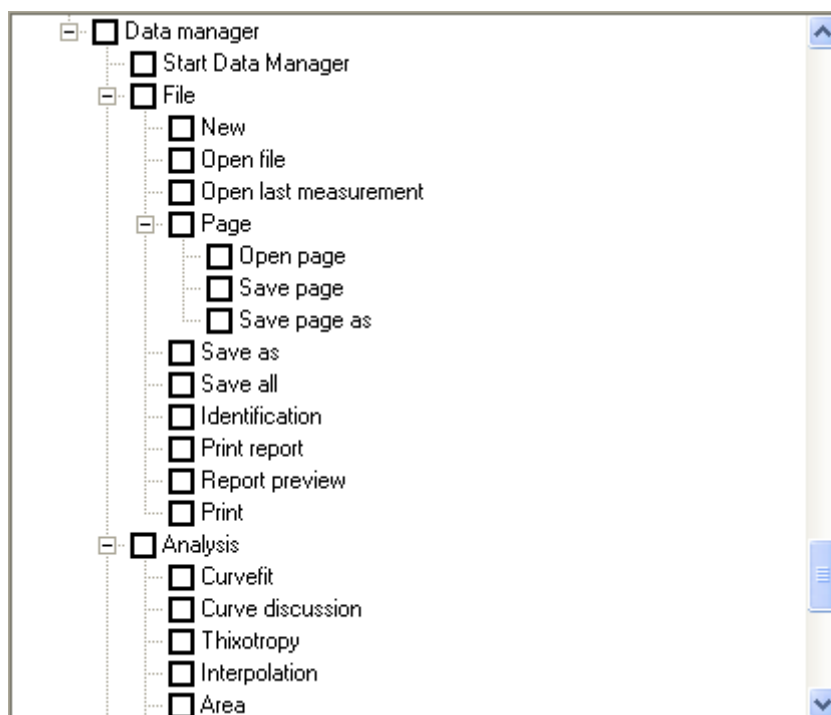 Data manager
Start Data Manager
File
New
Open file
Open last measurement
Page
Open page
Save page
Save page as
Save as
Save all
Identification
Print report
Report preview
Print
Analysis
Curvefit
Curve discussion
Thixotropy
Interpolation
Area